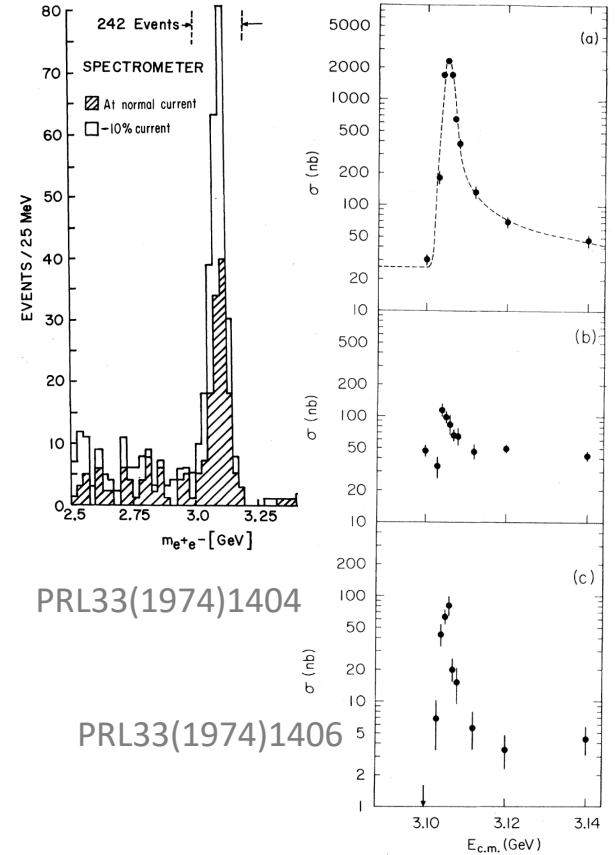 80
70
60
50
40
30
20
10
0
EVENTS / 25 MeV
242 Events→
SPECTROMETER
At normal current
-10% current
2.5 2.75 3.0 3.25
me+e- [GeV]
PRL33(1974)1404
PRL33(1974)1406
(a)
5000
2000
1000
500
200
100
50
20
10
σ (nb)
(b)
500
200
100
50
20
10
σ (nb)
(c)
200
100
50
20
10
5
2
1
σ (nb)
3.10 3.12 3.14
Ec.m. (GeV)